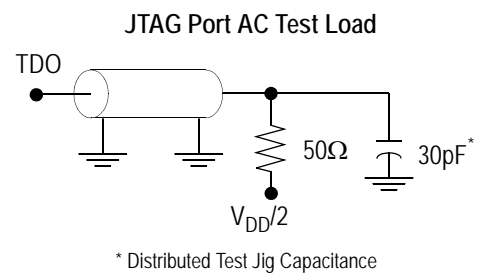 JTAG Port AC Test Load
TDO
50Ω
30pF*
VDD/2
* Distributed Test Jig Capacitance